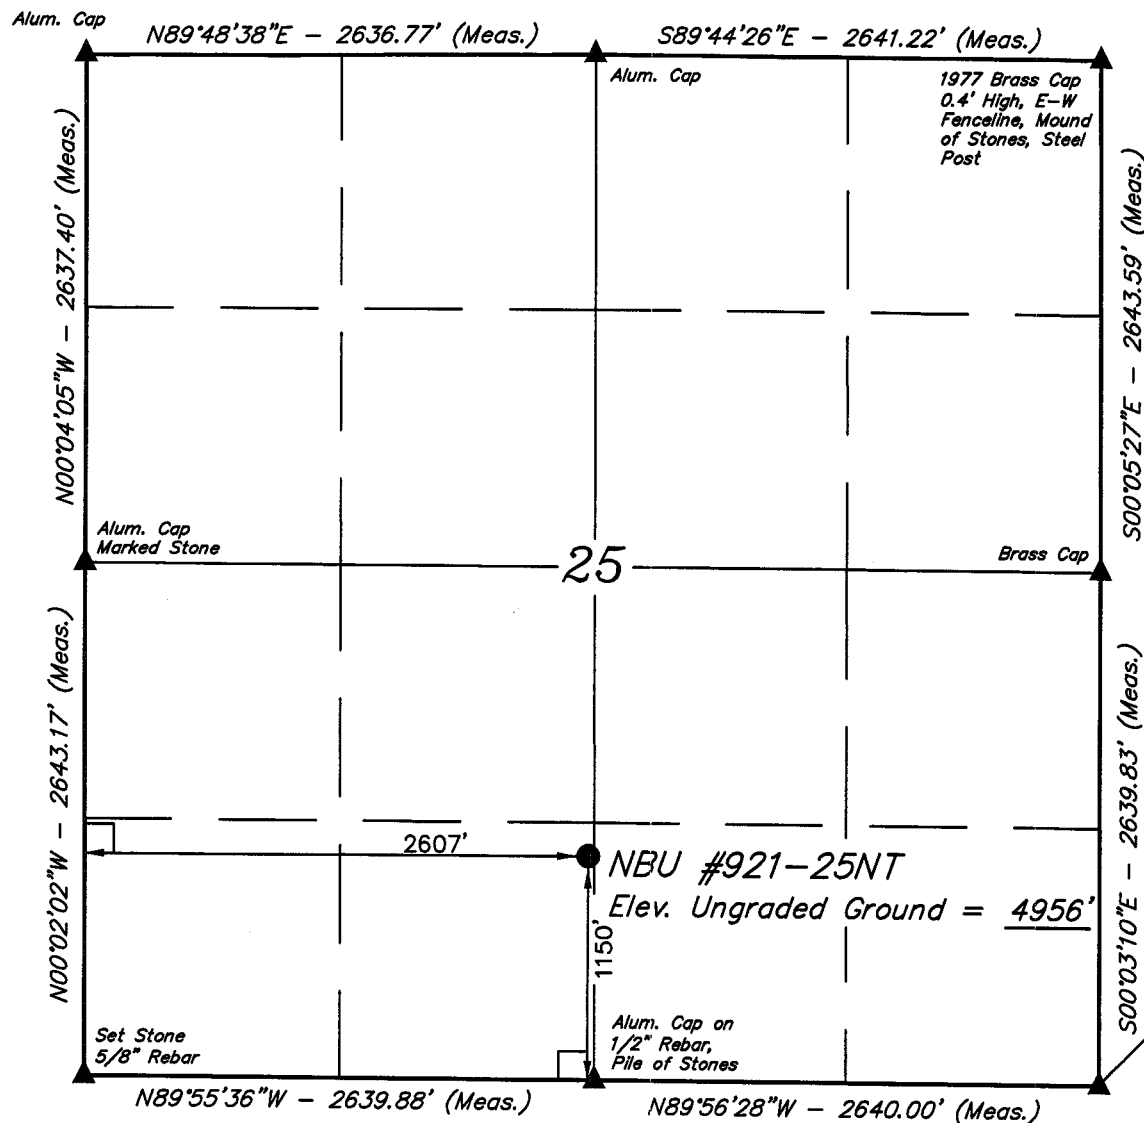 Alum. Cap
N89°48'38"E – 2636.77' (Meas.)
S89°44'26"E – 2641.22' (Meas.)
Alum. Cap
1977 Brass Cap
0.4' High, E–W
Fenceline, Mound
of Stones, Steel
Post
N00°04'05"W – 2637.40' (Meas.)
S00°05'27"E – 2643.59' (Meas.)
Alum. Cap
Marked Stone
25
Brass Cap
N00°02'02"W – 2643.17' (Meas.)
S00°03'10"E – 2639.83' (Meas.)
2607'
NBU #921–25NT
Elev. Ungraded Ground = 4956'
1150'
Set Stone
5/8" Rebar
Alum. Cap on
1/2" Rebar,
Pile of Stones
N89°55'36"W – 2639.88' (Meas.)
N89°56'28"W – 2640.00' (Meas.)